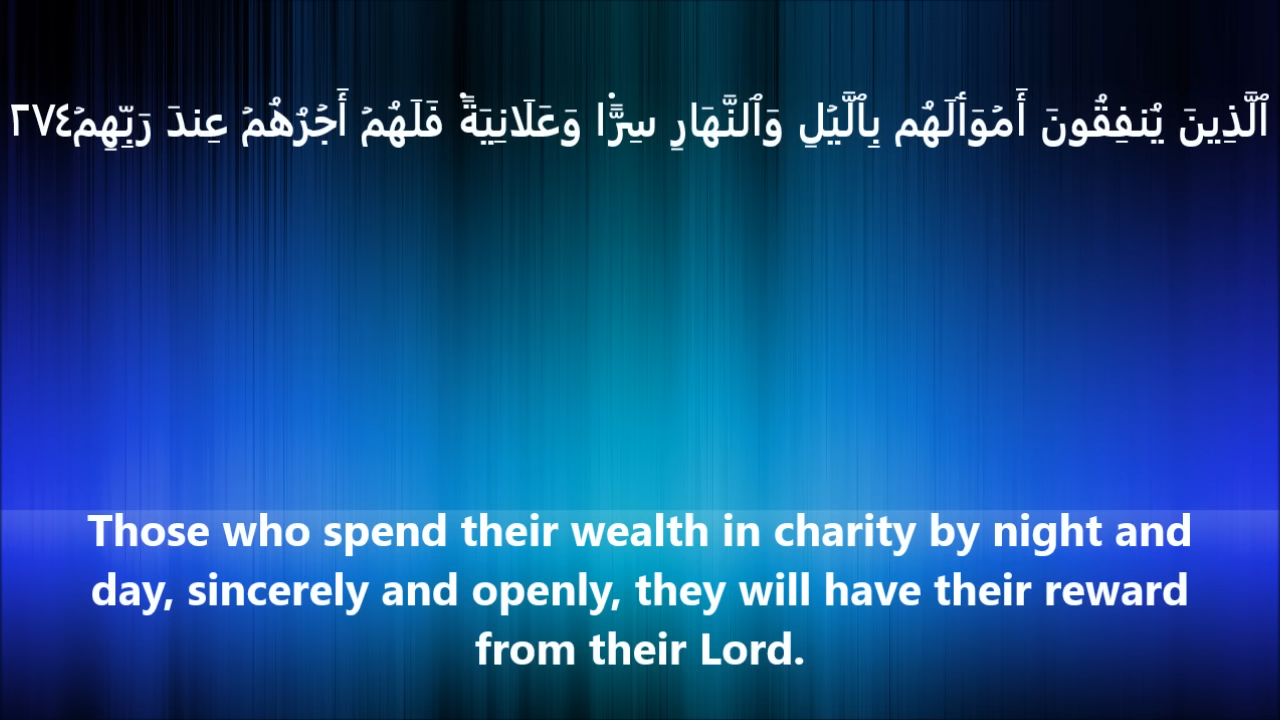 ٱلَّذِينَ يُنفِقُونَ أَمۡوَٲلَهُم بِٱلَّيۡلِ وَٱلنَّهَارِ سِرًّ۬ا وَعَلَانِيَةً۬ فَلَهُمۡ أَجۡرُهُمۡ عِندَ رَبِّهِمۡ٢٧٤
Those who spend their wealth in charity by night and
day, sincerely and openly, they will have their reward
from their Lord.